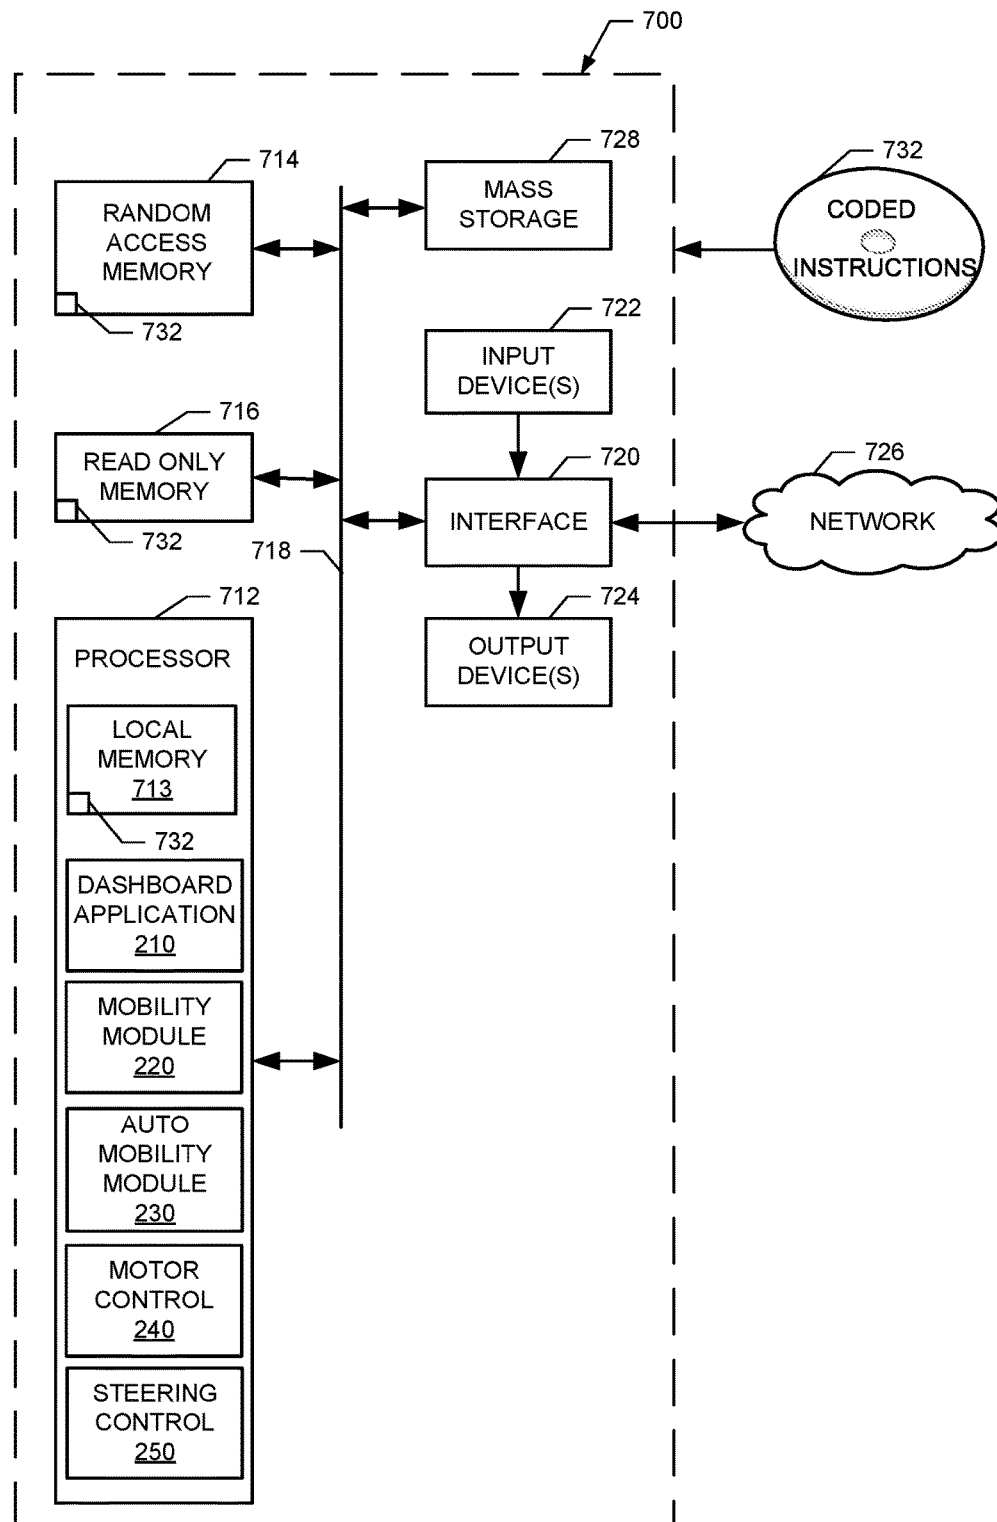 700
714
RANDOM
ACCESS
MEMORY
732
728
MASS
STORAGE
732
CODED
INSTRUCTIONS
722
INPUT
DEVICE(S)
716
READ ONLY
MEMORY
732
720
INTERFACE
726
NETWORK
718
712
PROCESSOR
724
OUTPUT
DEVICE(S)
LOCAL
MEMORY
713
732
DASHBOARD
APPLICATION
210
MOBILITY
MODULE
220
AUTO
MOBILITY
MODULE
230
MOTOR
CONTROL
240
STEERING
CONTROL
250